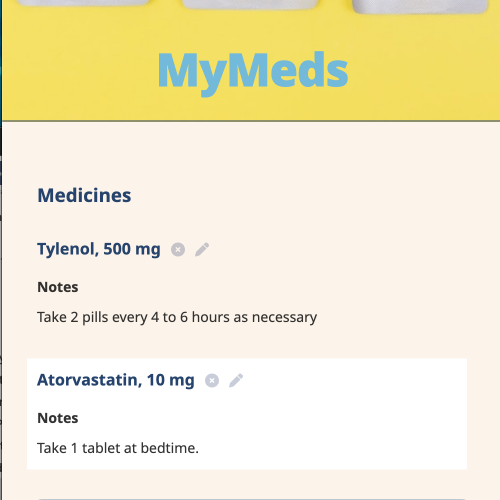 MyMeds
Medicines
Tylenol, 500 mg
Notes
Take 2 pills every 4 to 6 hours as necessary
Atorvastatin, 10 mg
Notes
Take 1 tablet at bedtime.